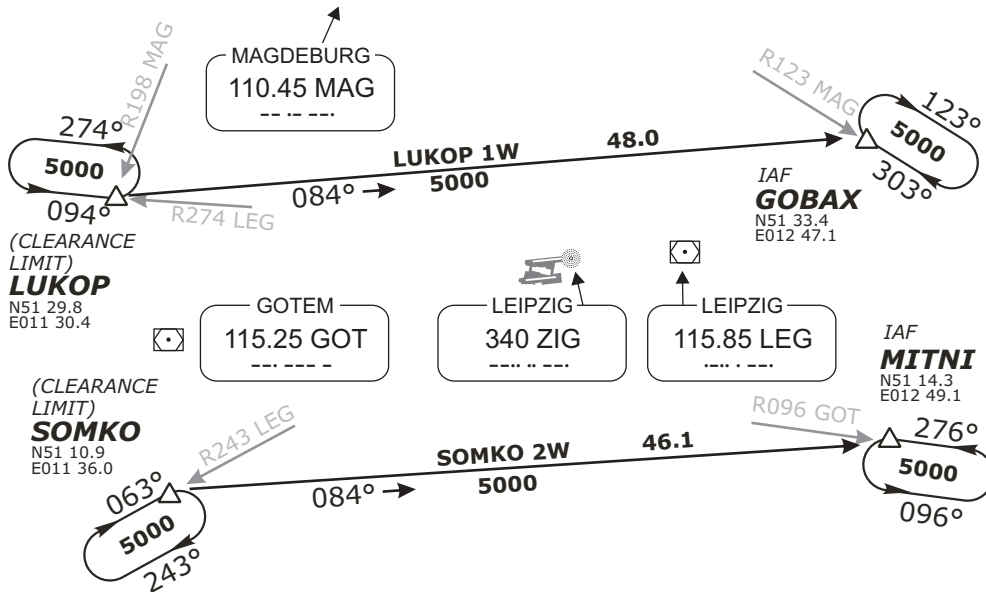 MAGDEBURG
110.45 MAG
R198 MAG
R123 MAG
274°
5000
094°
R274 LEG
LUKOP 1W
48.0
084°
5000
123°
5000
303°
(CLEARANCE
LIMIT)
LUKOP
N51 29.8
E011 30.4
IAF
GOBAX
N51 33.4
E012 47.1
GOTEM
115.25 GOT
LEIPZIG
340 ZIG
LEIPZIG
115.85 LEG
IAF
MITNI
N51 14.3
E012 49.1
(CLEARANCE
LIMIT)
SOMKO
N51 10.9
E011 36.0
R243 LEG
R096 GOT
063°
5000
243°
SOMKO 2W
46.1
084°
5000
276°
5000
096°